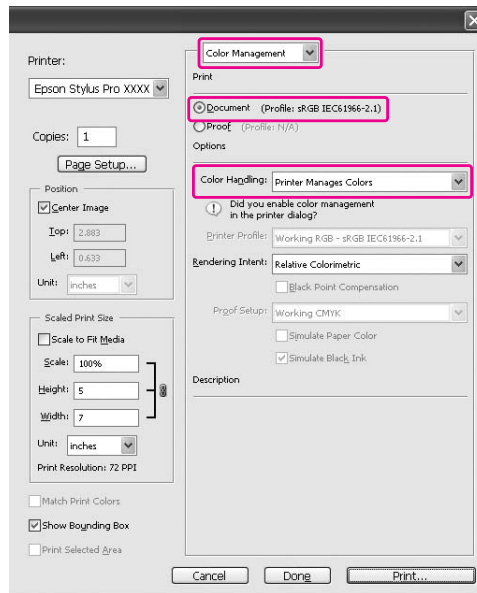 Printer:
Epson Stylus Pro XXXX
Copies: 1
Page Setup...
Position
Center Image
Top: 2.883
Left: 0.633
Unit: inches
Scaled Print Size
Scale to Fit Media
Scale: 100%
Height: 5
Width: 7
Unit: inches
Print Resolution: 72 PPI
Match Print Colors
Show Bounding Box
Print Selected Area
Color Management
Print
Document (Profile: sRGB IEC61966-2.1)
Proof (Profile: N/A)
Options
Color Handling: Printer Manages Colors
Did you enable color management
in the printer dialog?
Printer Profile: Working RGB - sRGB IEC61966-2.1
Rendering Intent: Relative Colorimetric
Black Point Compensation
Proof Setup: Working CMYK
Simulate Paper Color
Simulate Black Ink
Description
Cancel Done Print...